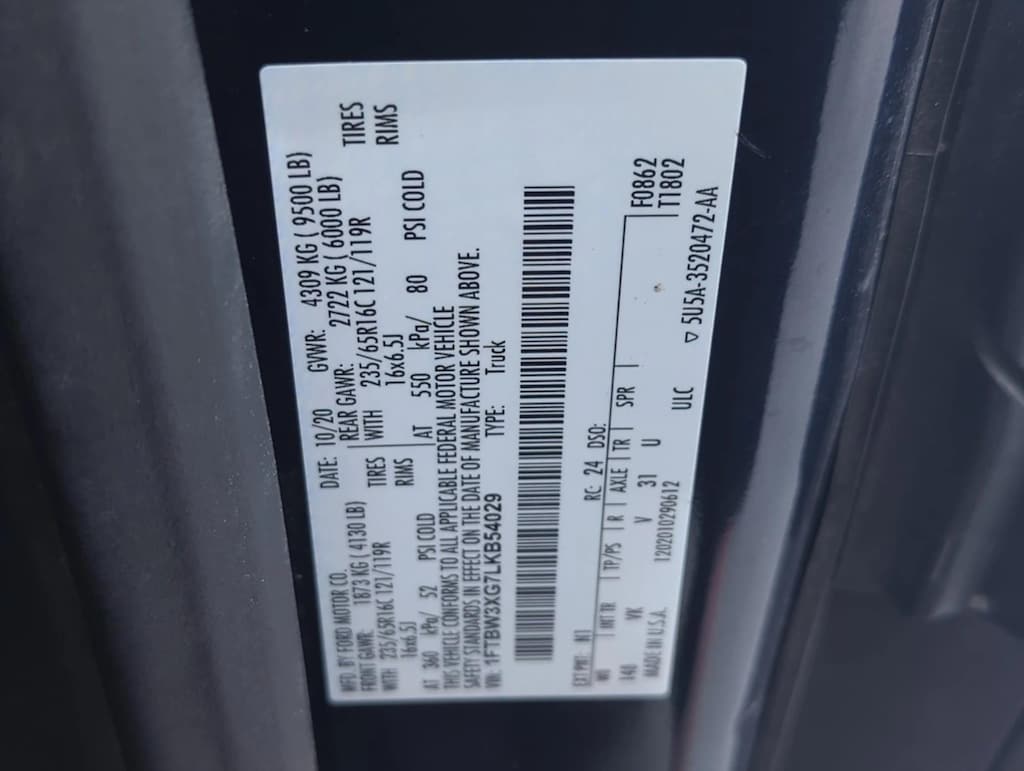 MFD. BY FORD MOTOR CO. DATE: 10/20 GVWR: 4309 KG ( 9500 LB)
FRONT GAWR: 1873 KG ( 4130 LB) REAR GAWR: 2722 KG ( 6000 LB)
WITH 235/65R16C 121/119R TIRES WITH 235/65R16C 121/119R TIRES
16x6.5J RIMS 16x6.5J RIMS
AT 360 kPa/ 52 PSI COLD AT 550 kPa/ 80 PSI COLD
THIS VEHICLE CONFORMS TO ALL APPLICABLE FEDERAL MOTOR VEHICLE
SAFETY STANDARDS IN EFFECT ON THE DATE OF MANUFACTURE SHOWN ABOVE.
VIN: 1FTBW3XG7LKB54029 TYPE: Truck
EXT PNT: N1 RC: 24 DSO:
WB INT TR TP/PS R AXLE TR SPR F0862
140 VK V 31 U T1802
MADE IN U.S.A. 1202010290612 ULC ▽ 5U5A-3520472-AA